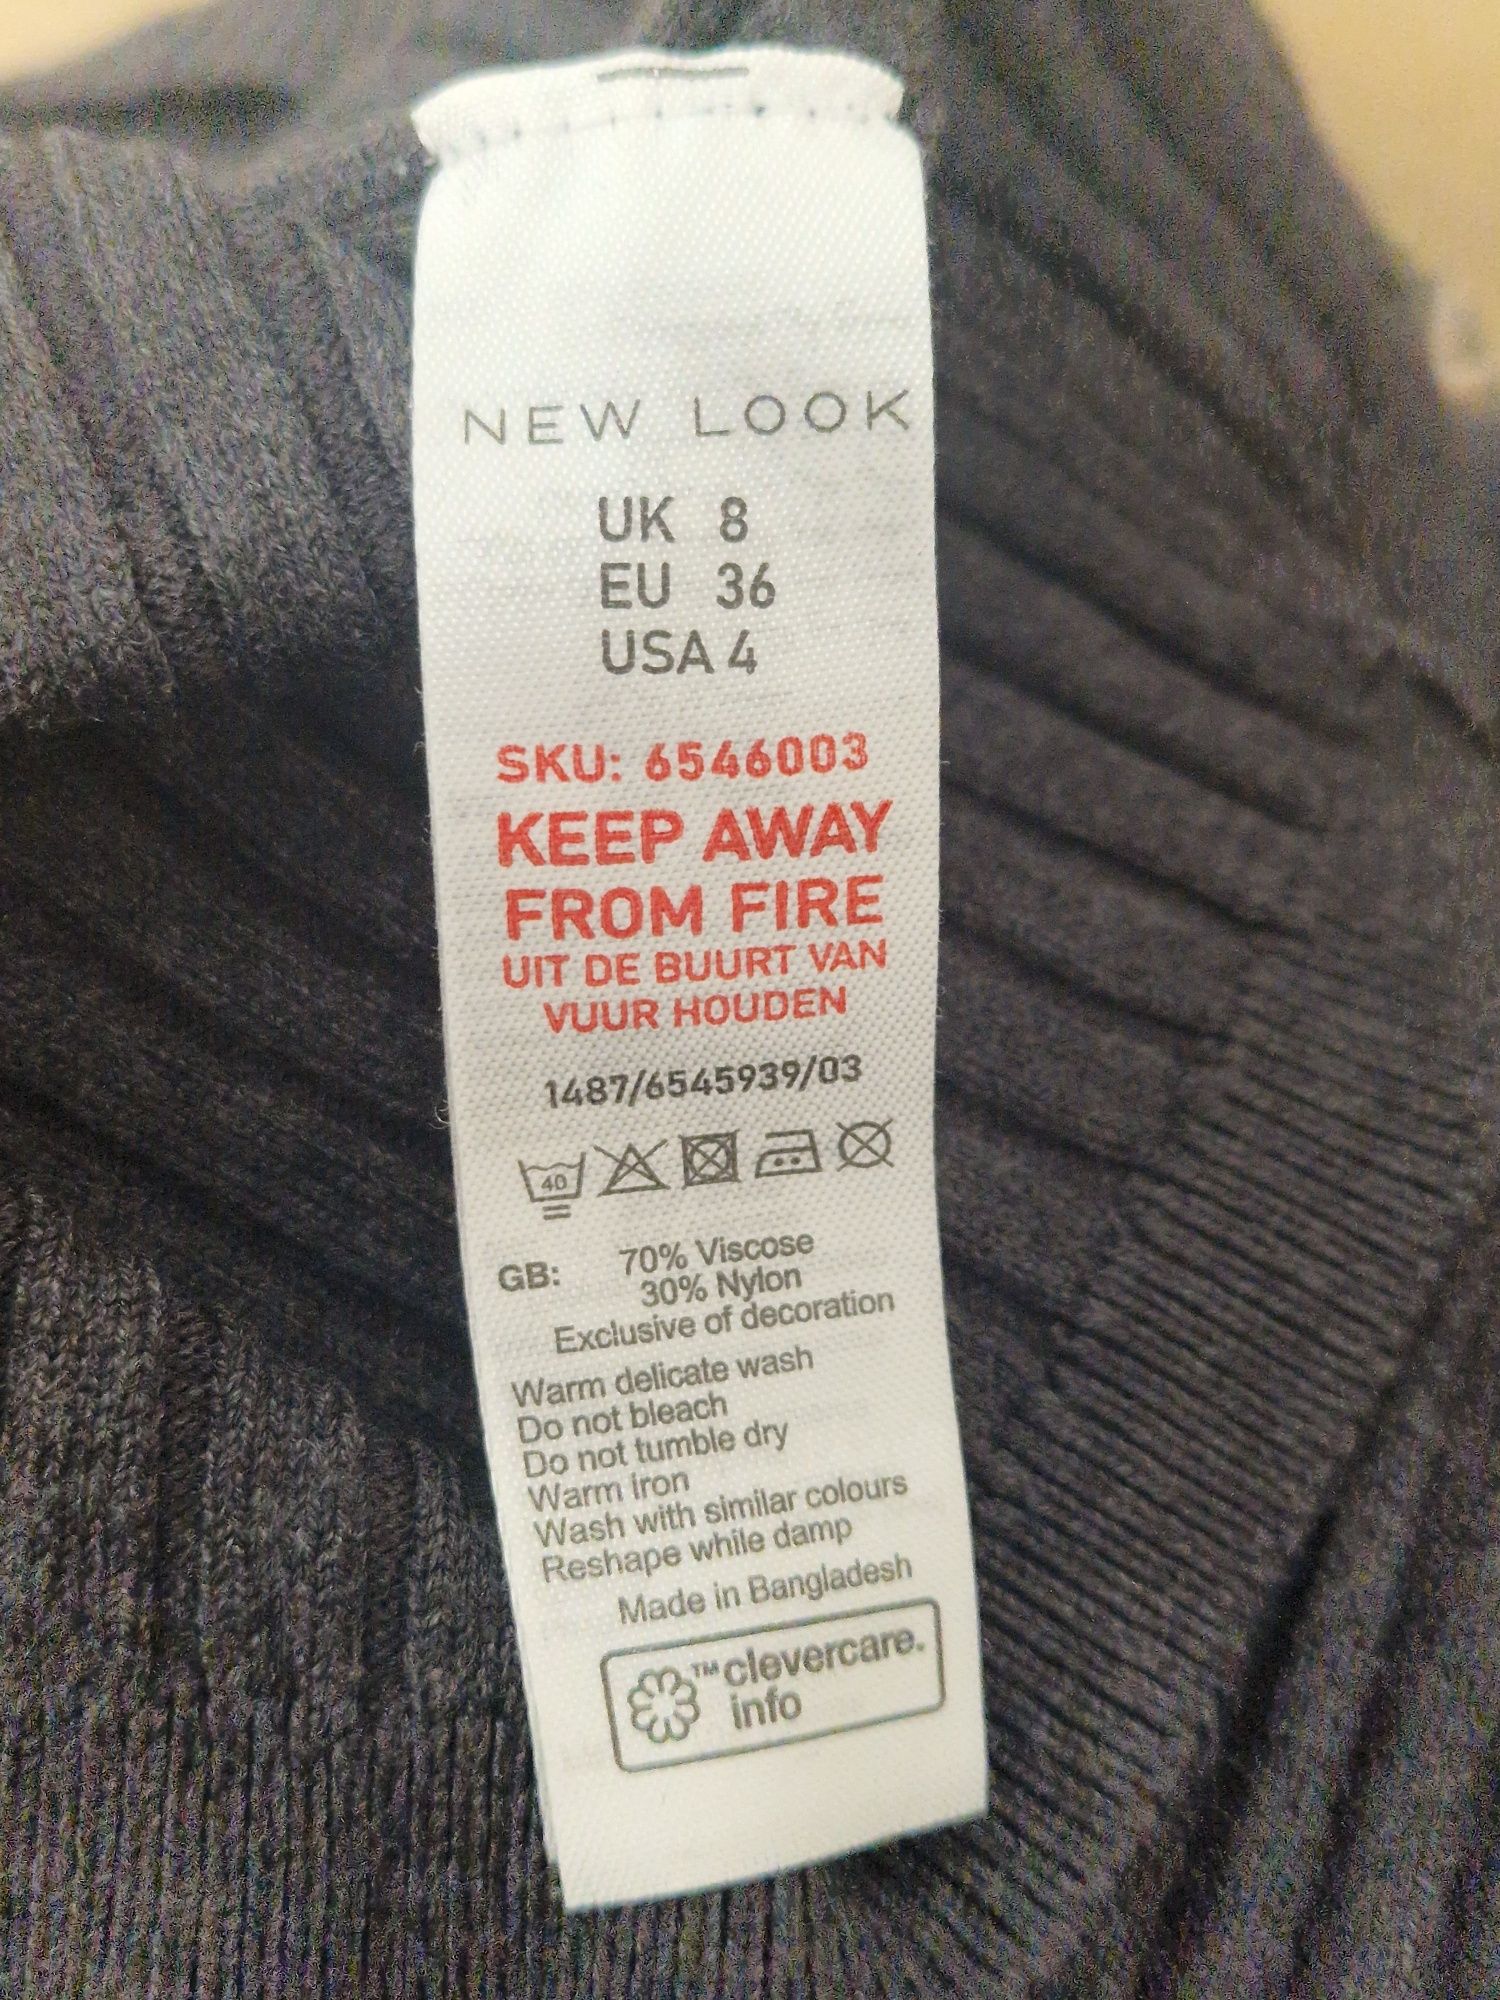 NEW LOOK
UK 8
EU 36
USA 4
SKU: 6546003
KEEP AWAY
FROM FIRE
UIT DE BUURT VAN
VUUR HOUDEN
1487/6545939/03
40
GB: 70% Viscose
30% Nylon
Exclusive of decoration
Warm delicate wash
Do not bleach
Do not tumble dry
Warm iron
Wash with similar colours
Reshape while damp
Made in Bangladesh
™clevercare.
info